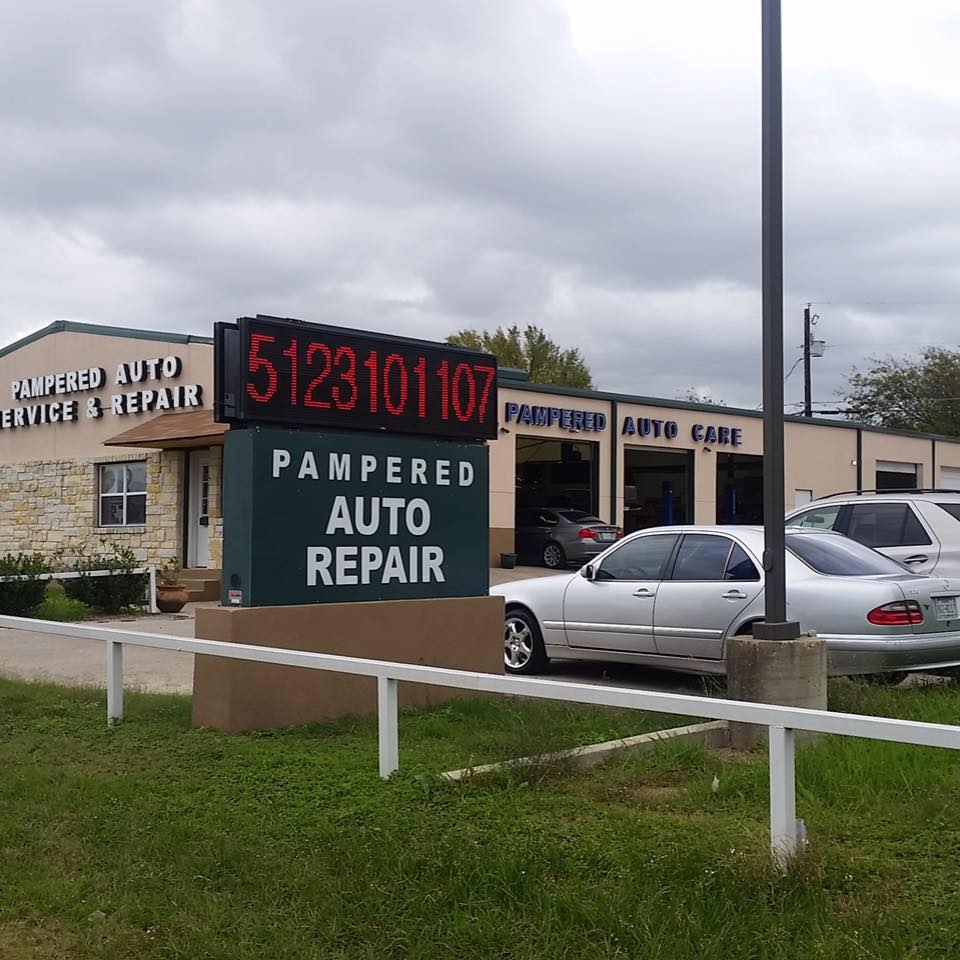 PAMPERED AUTO
ERVICE & REPAIR
5123101107
PAMPERED
AUTO
REPAIR
PAMPERED AUTO CARE